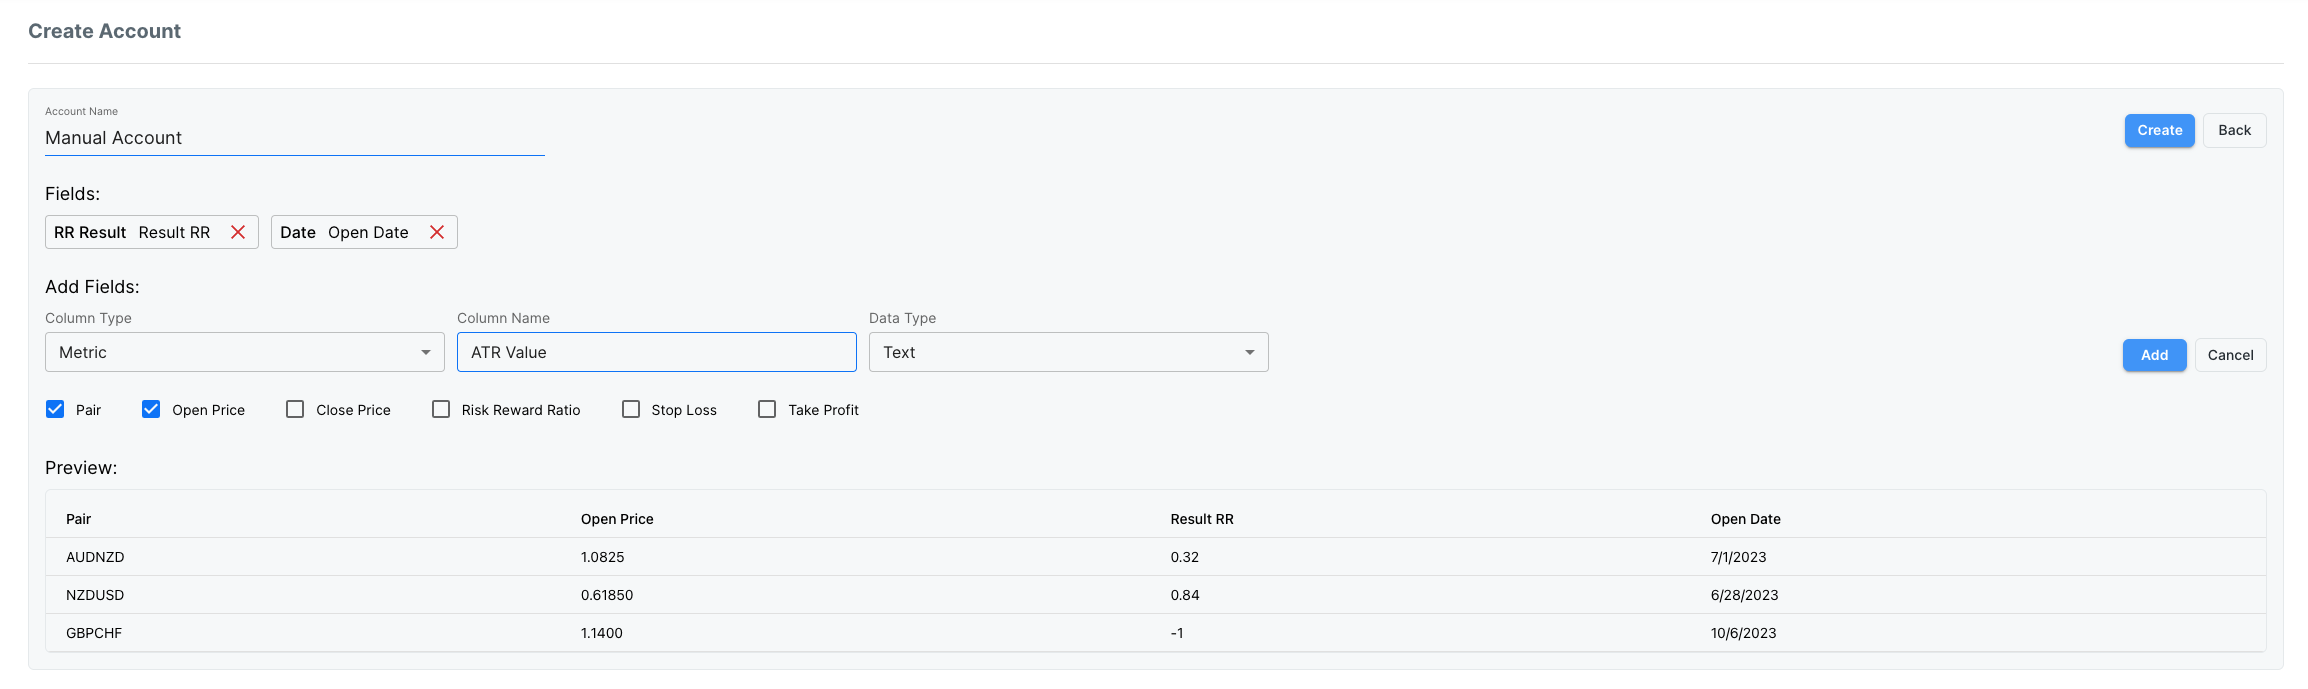 Create Account
Account Name
Manual Account
Create Back
Fields:
RR Result Result RR Date Open Date
Add Fields:
Column Type Column Name Data Type
Metric ATR Value Text Add Cancel
Pair Open Price Close Price Risk Reward Ratio Stop Loss Take Profit
Preview:
Pair Open Price Result RR Open Date
AUDNZD 1.0825 0.32 7/1/2023
NZDUSD 0.61850 0.84 6/28/2023
GBPCHF 1.1400 -1 10/6/2023